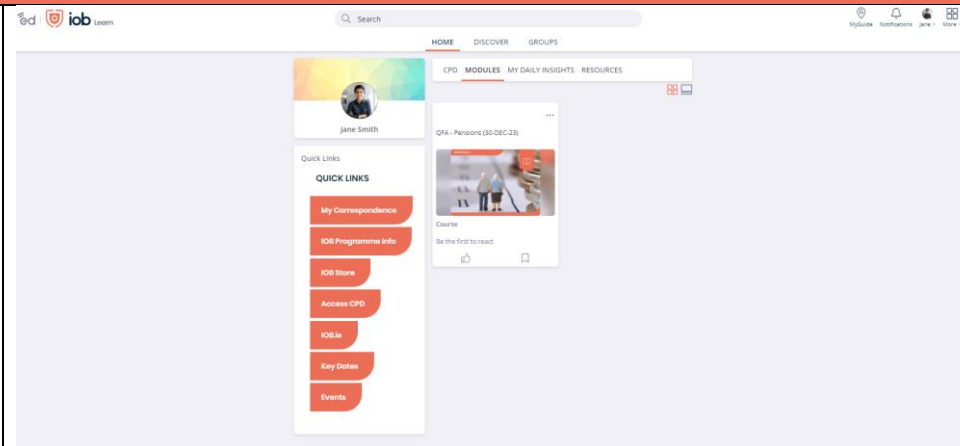 ed iob Learn
Search
MyGuide Notifications Jane More
HOME DISCOVER GROUPS
CPD MODULES MY DAILY INSIGHTS RESOURCES
Jane Smith
QFA - Pensions (30-DEC-23)
Course
Be the first to react
Quick Links
QUICK LINKS
My Correspondence
IOB Programme Info
IOB Store
Access CPD
IOB.ie
Key Dates
Events